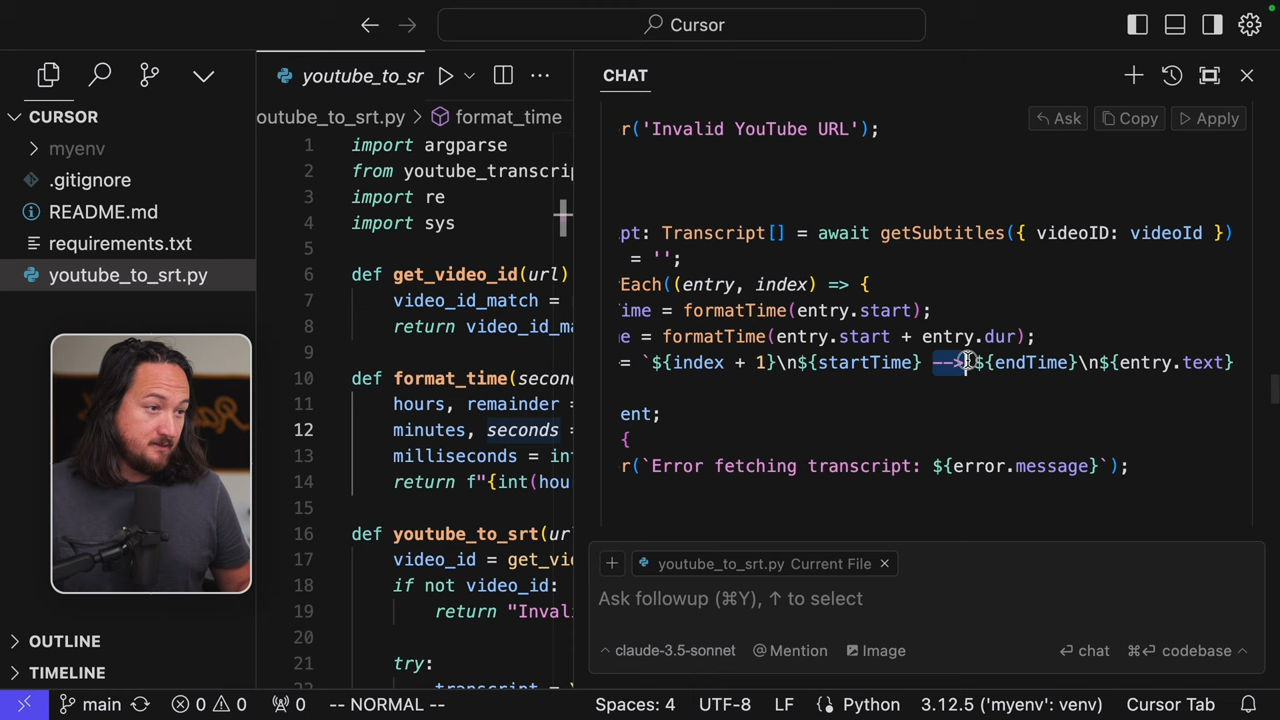 Cursor
CURSOR
myenv
.gitignore
README.md
requirements.txt
youtube_to_srt.py
OUTLINE
TIMELINE
youtube_to_sr
outube_to_srt.py > format_time
1 import argparse
2 from youtube_transcrip
3 import re
4 import sys
5
6 def get_video_id(url)
7 video_id_match =
8 return video_id_ma
9
10 def format_time(second
11 hours, remainder =
12 minutes, seconds =
13 milliseconds = int
14 return f"{int(hou
15
16 def youtube_to_srt(ur
17 video_id = get_vid
18 if not video_id:
19 return "Inval
20
21 try:
22
CHAT
Ask Copy Apply
r('Invalid YouTube URL');
pt: Transcript[] = await getSubtitles({ videoID: videoId })
= '';
Each((entry, index) => {
ime = formatTime(entry.start);
e = formatTime(entry.start + entry.dur);
= `${index + 1}\n${startTime} --> ${endTime}\n${entry.text}
ent;
{
r(`Error fetching transcript: ${error.message}`);
+ youtube_to_srt.py Current File ×
Ask followup (⌘Y), ↑ to select
claude-3.5-sonnet @Mention Image ⏎ chat ⌘⏎ codebase
main 0 0 0 -- NORMAL -- Spaces: 4 UTF-8 LF Python 3.12.5 ('myenv': venv) Cursor Tab